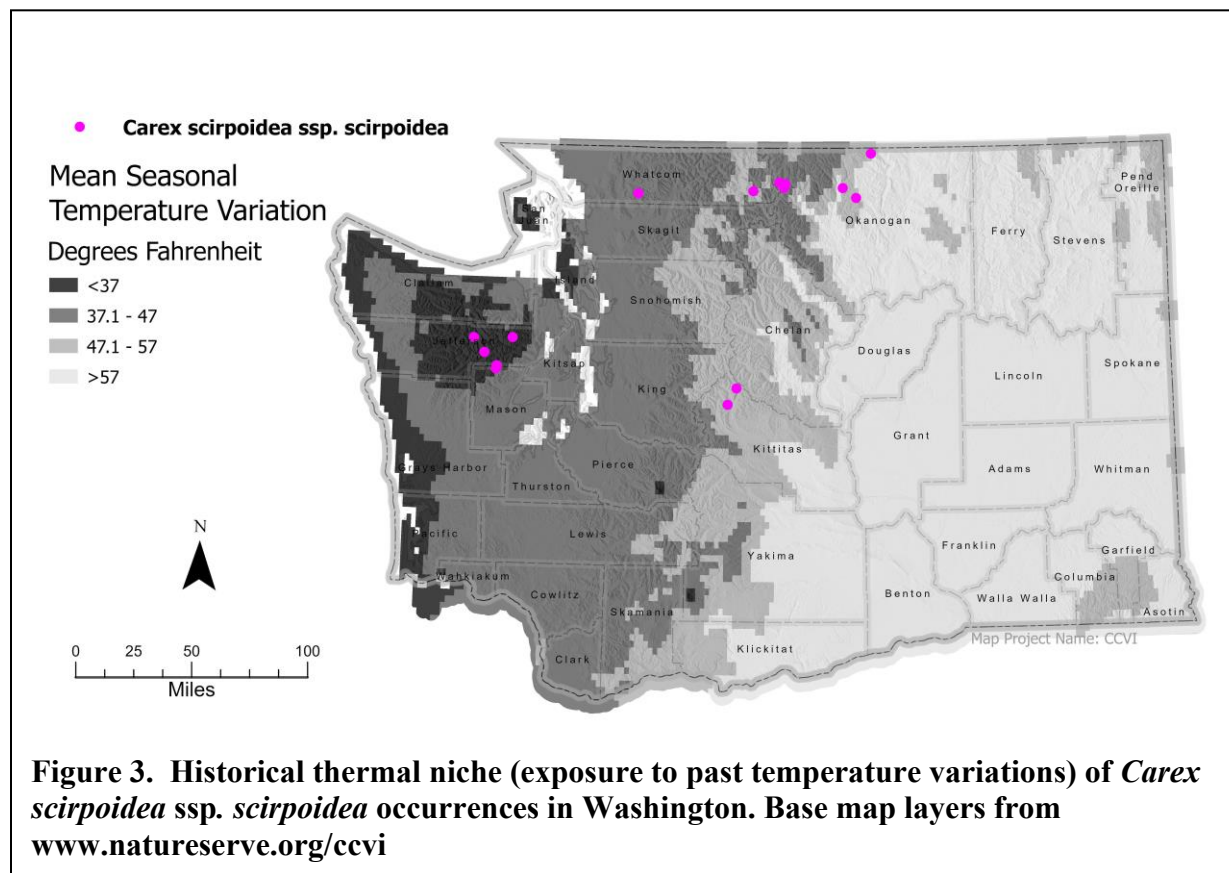 Carex scirpoidea ssp. scirpoidea
Mean Seasonal
Temperature Variation
Degrees Fahrenheit
<37
37.1 - 47
47.1 - 57
>57
Whatcom
San
Juan
Skagit
Okanogan
Ferry
Stevens
Pend
Oreille
Clallam
Island
Snohomish
Chelan
Jefferson
Kitsap
Douglas
Lincoln
Spokane
King
Mason
Grant
Kittitas
Grays Harbor
Pierce
Thurston
Adams
Whitman
Pacific
Lewis
Yakima
Franklin
Garfield
Wahkiakum
Columbia
Cowlitz
Skamania
Benton
Walla Walla
Asotin
Clark
Klickitat
Map Project Name: CCVI
N
0 25 50 100
Miles
Figure 3. Historical thermal niche (exposure to past temperature variations) of Carex
scirpoidea ssp. scirpoidea occurrences in Washington. Base map layers from
www.natureserve.org/ccvi